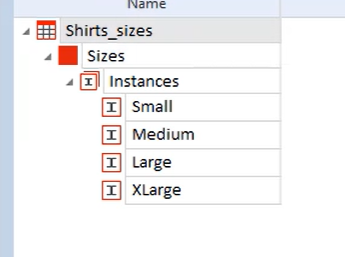 Name
Shirts_sizes
Sizes
Instances
Small
Medium
Large
XLarge